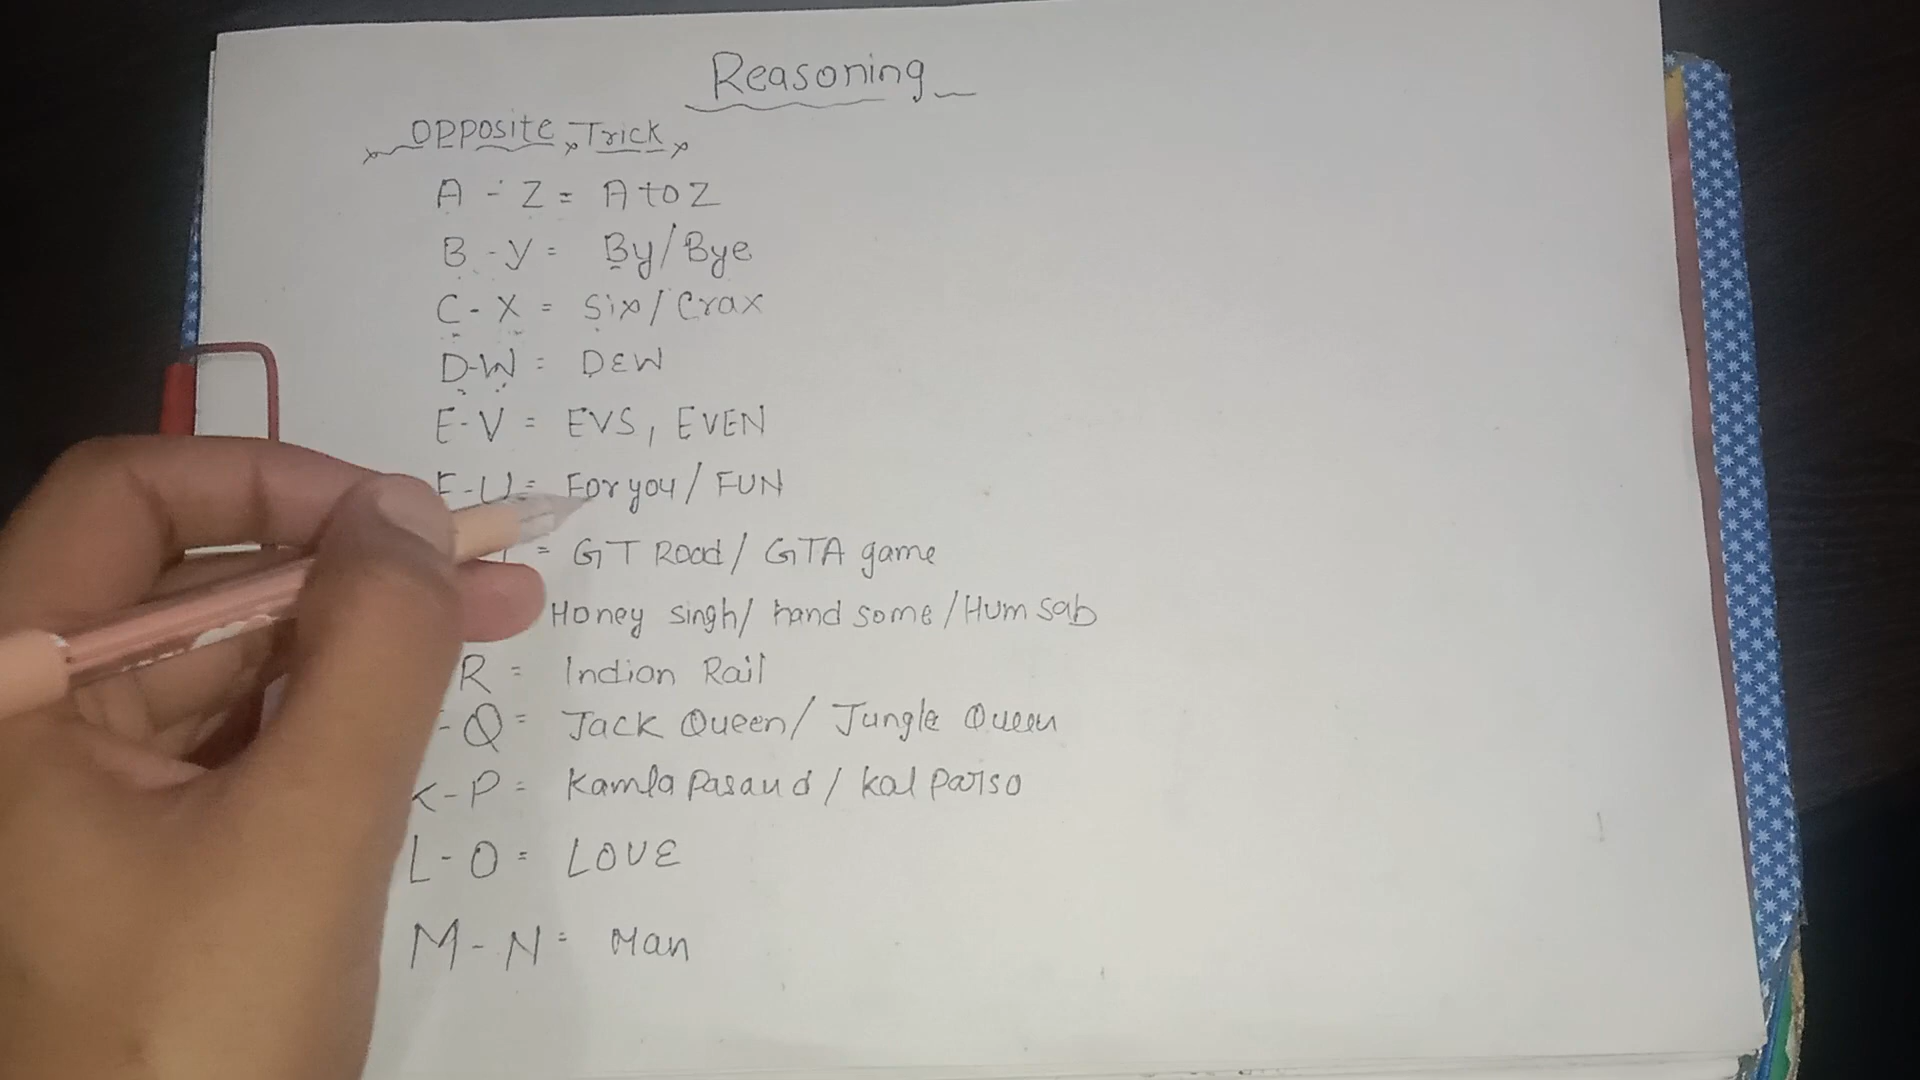 Reasoning
OPPOSITE Trick
A - Z = A to Z
B - Y = By/Bye
C - X = Six/Crax
D-W = DEW
E-V = EVS, EVEN
F-U = For you/ FUN
= GT Road/ GTA game
Honey singh/ hand some/Hum sab
R = Indian Rail
-Q = Jack Queen/ Jungle Queen
K-P = Kamla Pasand/ kal parso
L-O = LOVE
M-N = Man